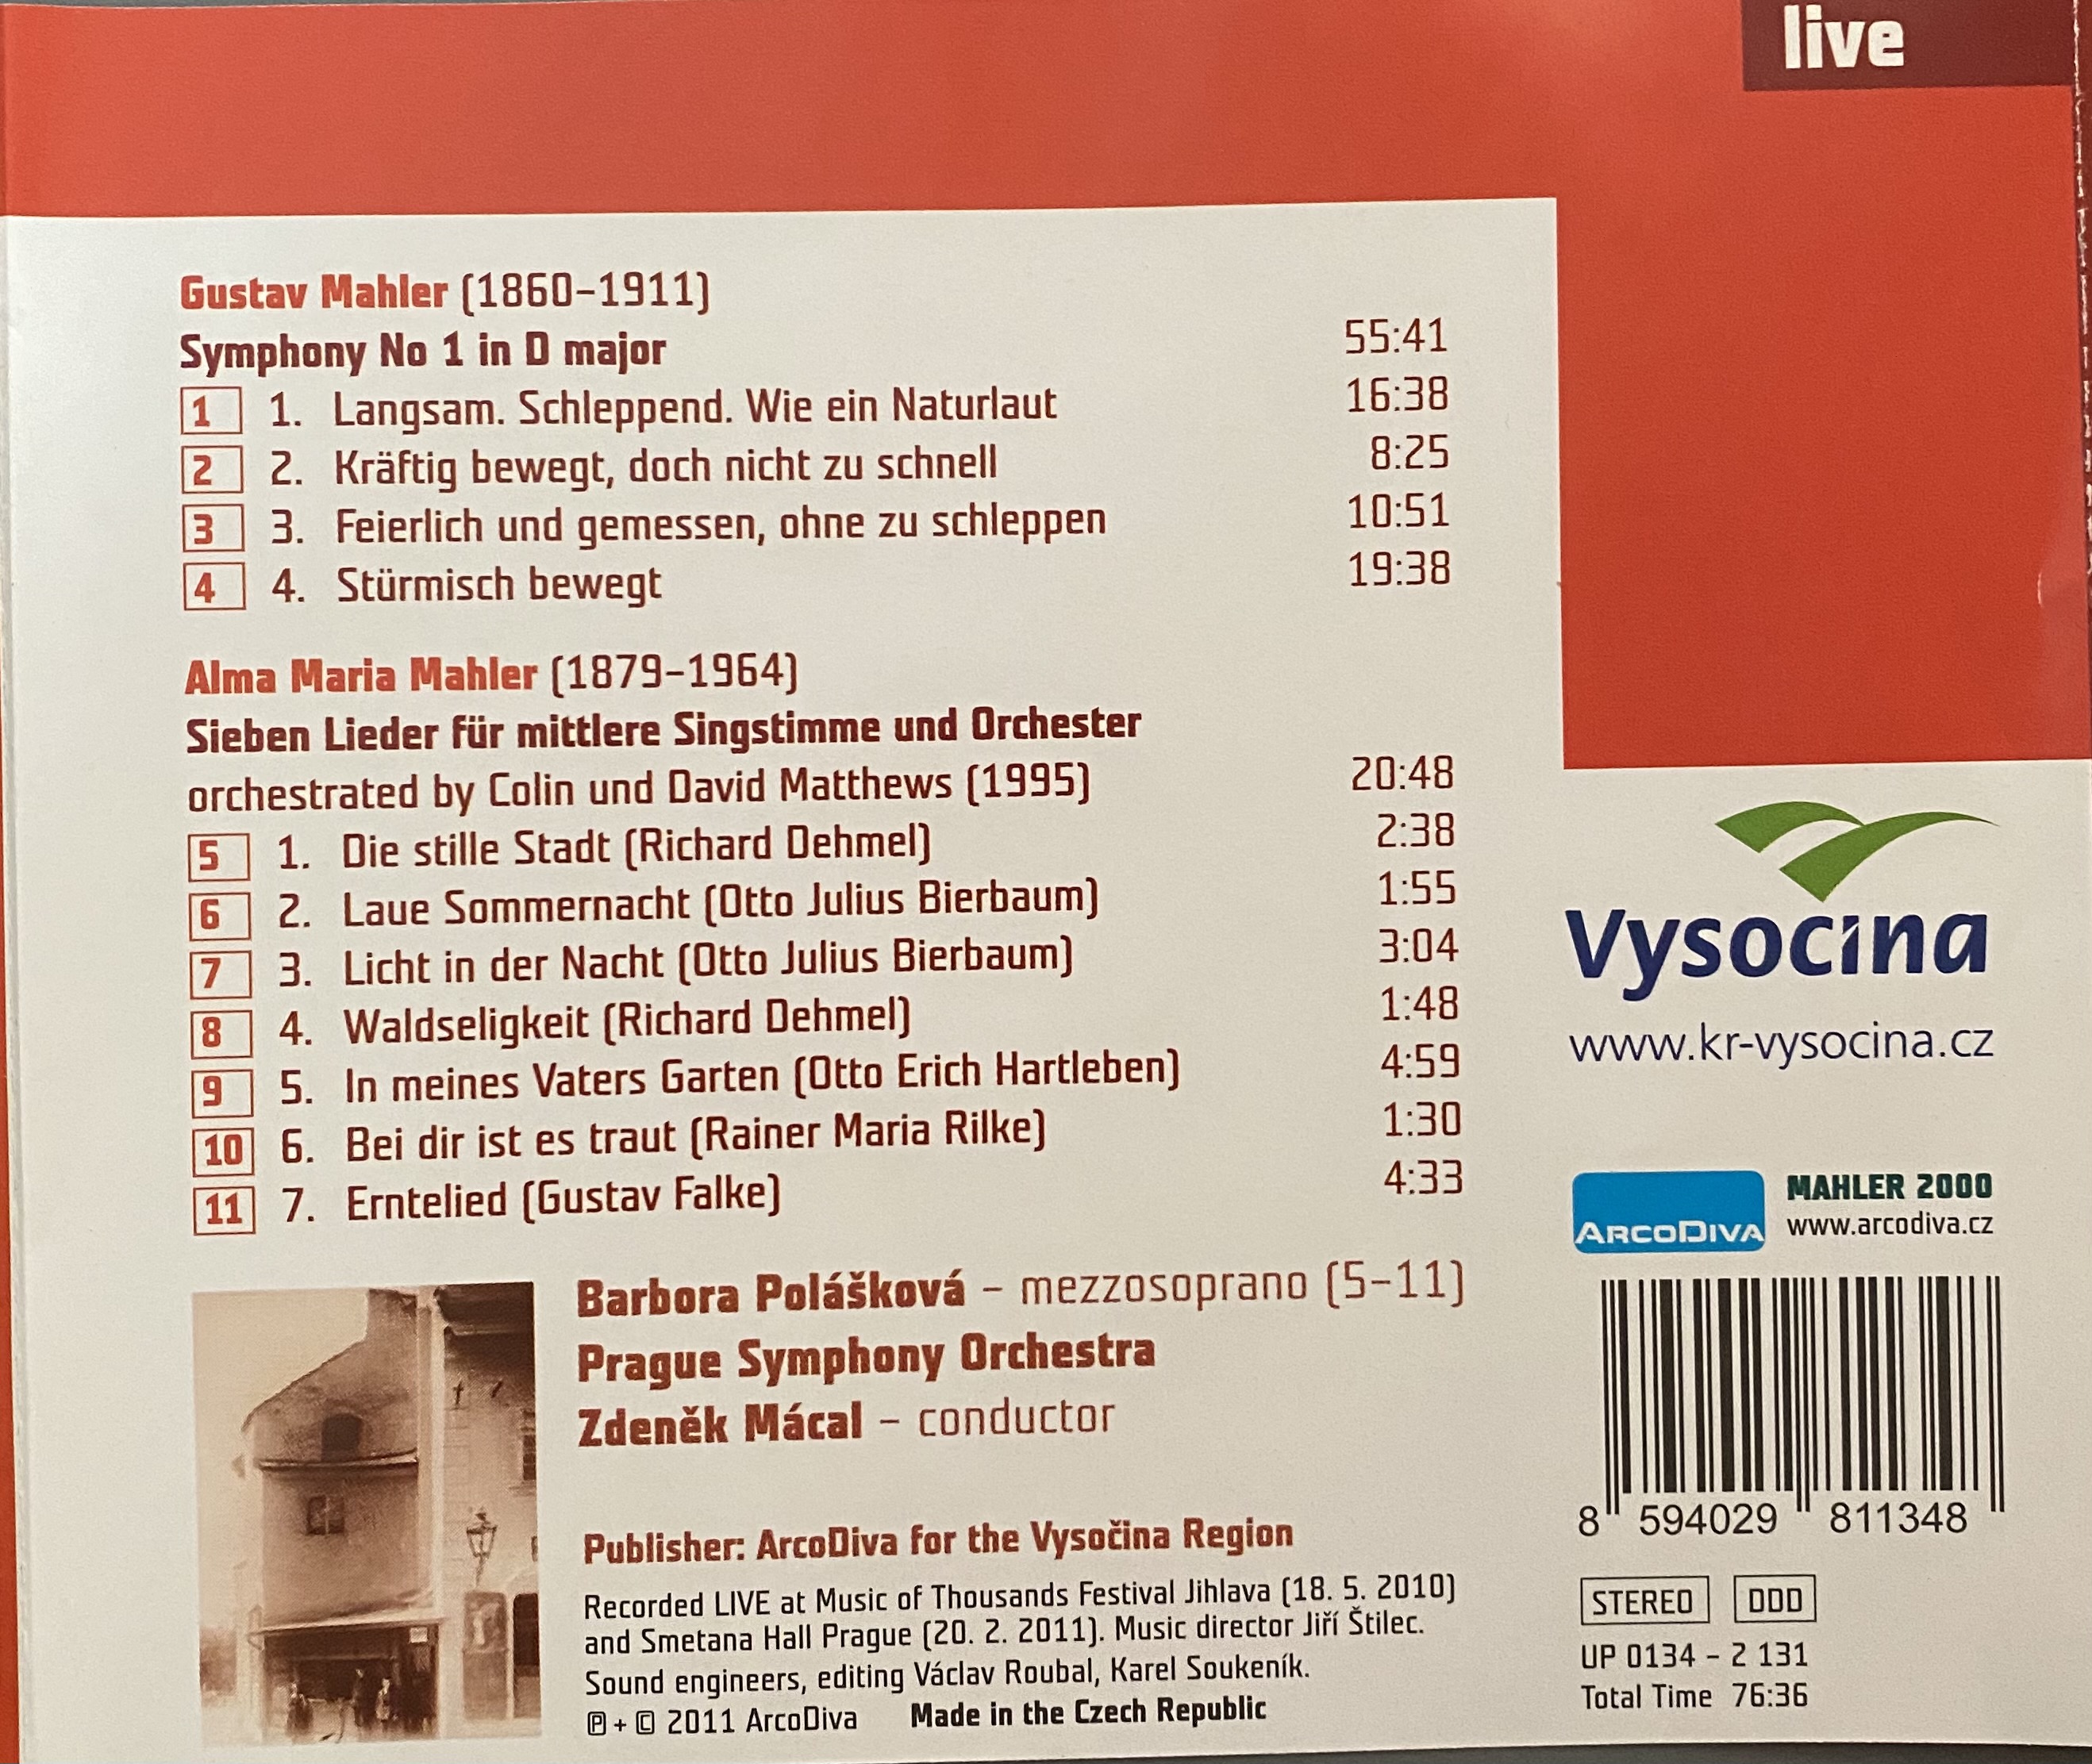 live
Gustav Mahler (1860–1911)
Symphony No 1 in D major 55:41
1 1. Langsam. Schleppend. Wie ein Naturlaut 16:38
2 2. Kräftig bewegt, doch nicht zu schnell 8:25
3 3. Feierlich und gemessen, ohne zu schleppen 10:51
4 4. Stürmisch bewegt 19:38
Alma Maria Mahler (1879–1964)
Sieben Lieder für mittlere Singstimme und Orchester
orchestrated by Colin und David Matthews (1995) 20:48
5 1. Die stille Stadt (Richard Dehmel) 2:38
6 2. Laue Sommernacht (Otto Julius Bierbaum) 1:55
7 3. Licht in der Nacht (Otto Julius Bierbaum) 3:04
8 4. Waldseligkeit (Richard Dehmel) 1:48
9 5. In meines Vaters Garten (Otto Erich Hartleben) 4:59
10 6. Bei dir ist es traut (Rainer Maria Rilke) 1:30
11 7. Erntelied (Gustav Falke) 4:33
Barbora Polášková – mezzosoprano (5–11)
Prague Symphony Orchestra
Zdeněk Mácal – conductor
Publisher: ArcoDiva for the Vysočina Region
Recorded LIVE at Music of Thousands Festival Jihlava (18. 5. 2010)
and Smetana Hall Prague (20. 2. 2011). Music director Jiří Štilec.
Sound engineers, editing Václav Roubal, Karel Soukeník.
℗ + © 2011 ArcoDiva Made in the Czech Republic
Vysočina
www.kr-vysocina.cz
ARCODIVA
MAHLER 2000
www.arcodiva.cz
8 594029 811348
STEREO DDD
UP 0134 – 2 131
Total Time 76:36